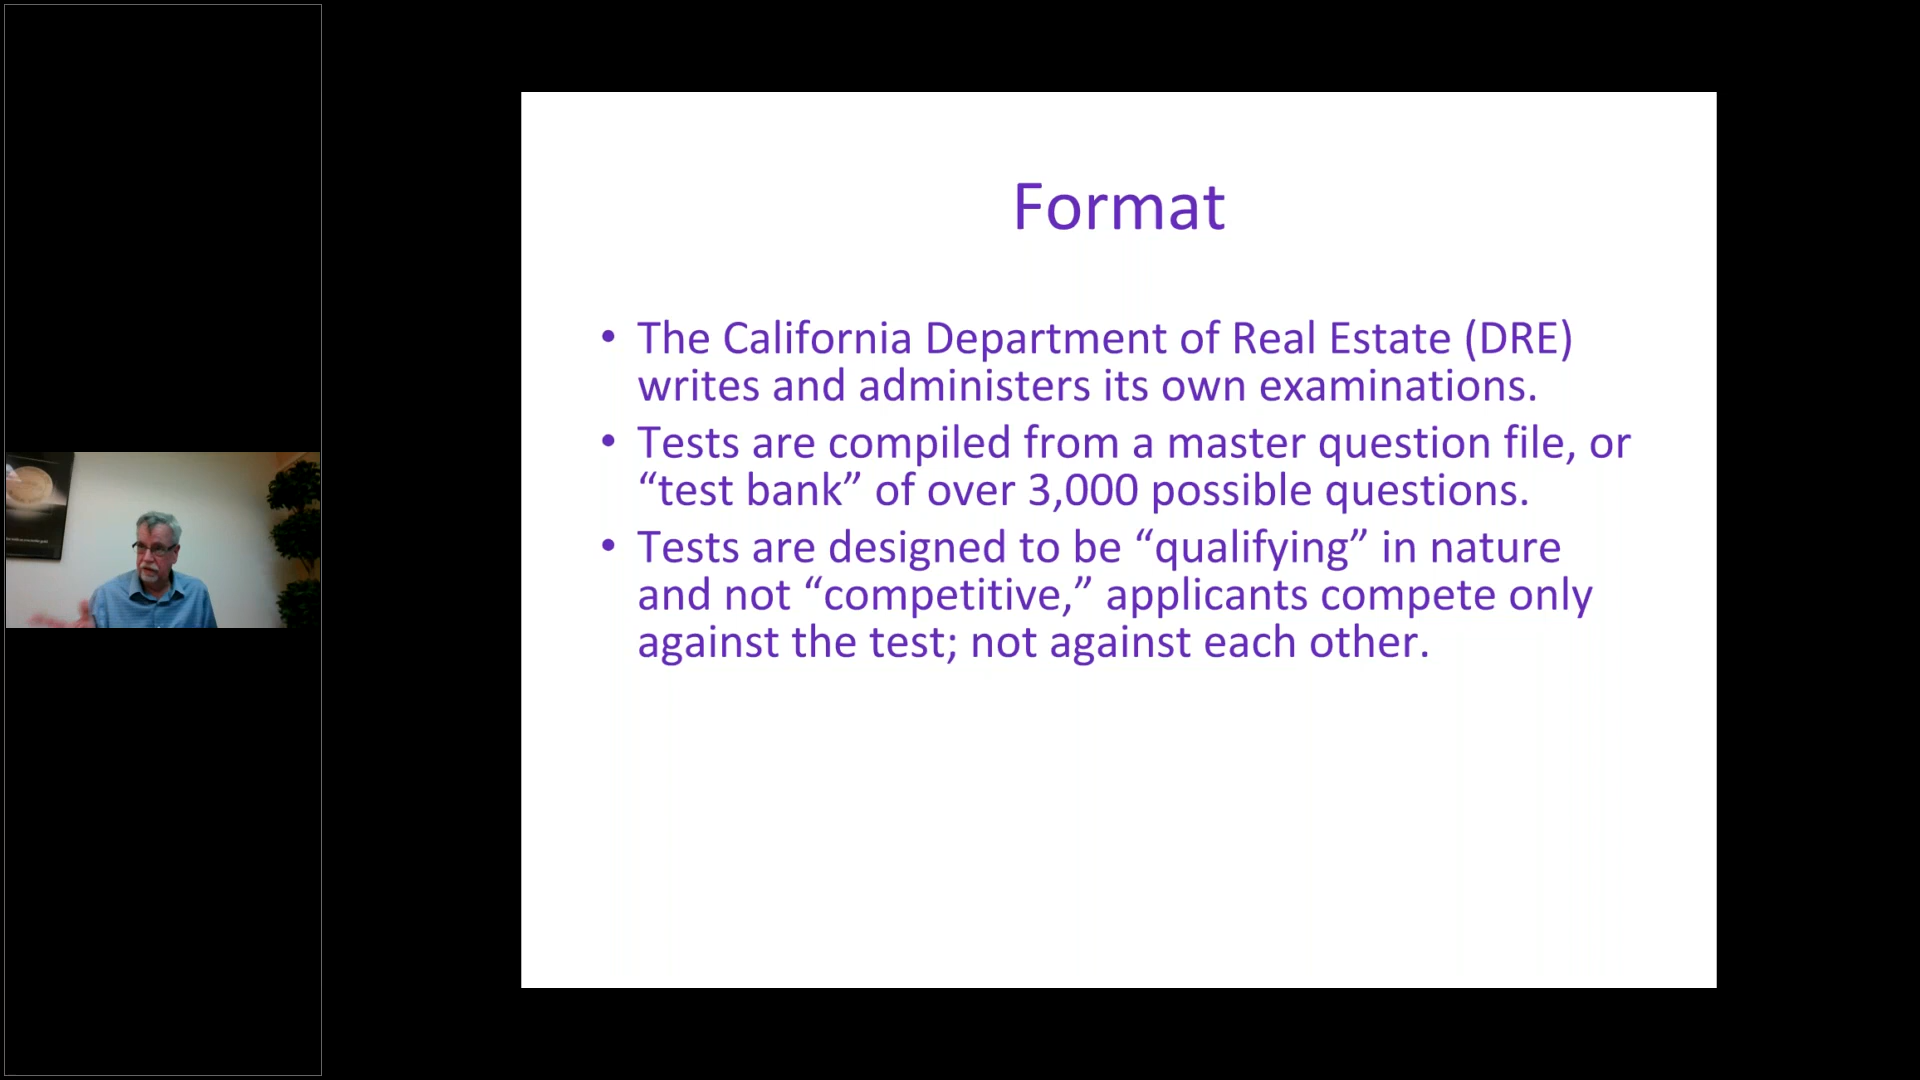 Format
• The California Department of Real Estate (DRE)
writes and administers its own examinations.
• Tests are compiled from a master question file, or
“test bank” of over 3,000 possible questions.
• Tests are designed to be “qualifying” in nature
and not “competitive,” applicants compete only
against the test; not against each other.